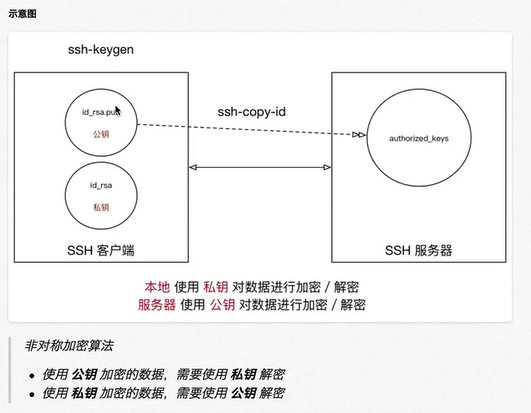 示意图
ssh-keygen
id_rsa.pub
公钥
ssh-copy-id
authorized_keys
id_rsa
私钥
SSH 客户端
SSH 服务器
本地 使用 私钥 对数据进行加密 / 解密
服务器 使用 公钥 对数据进行加密 / 解密
非对称加密算法
• 使用 公钥 加密的数据，需要使用 私钥 解密
• 使用 私钥 加密的数据，需要使用 公钥 解密